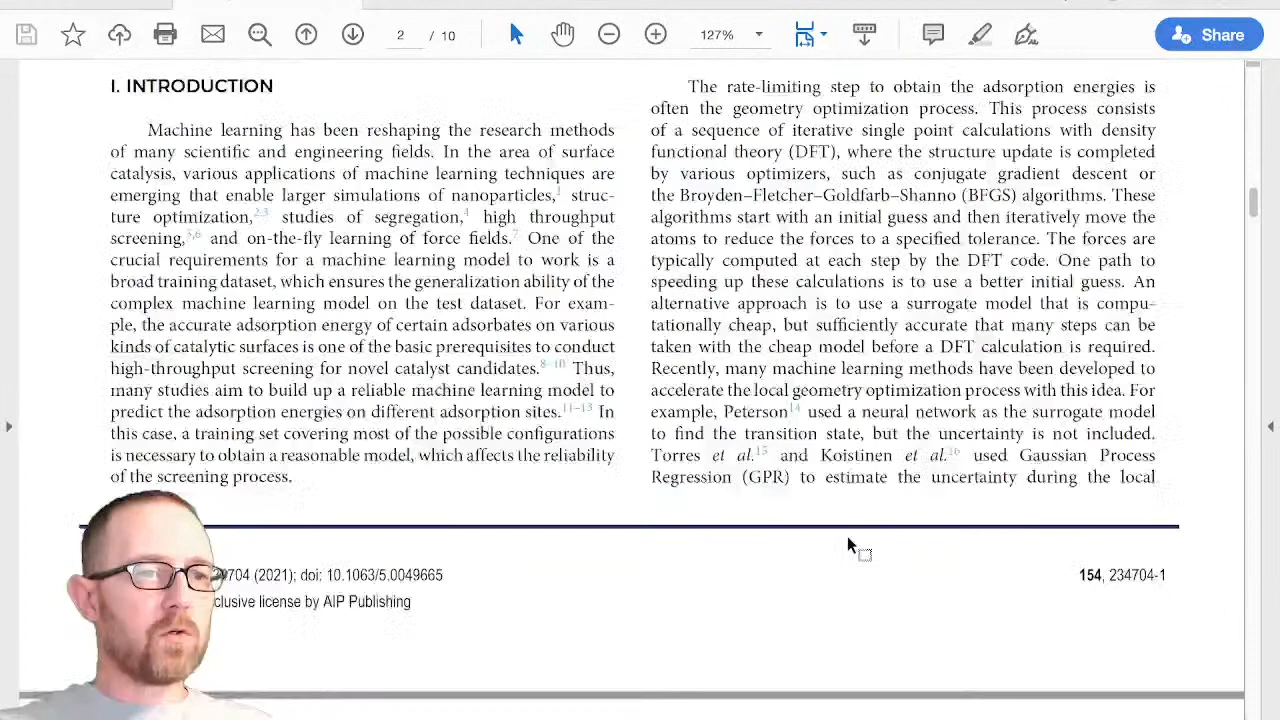 2 / 10
127%
Share
I. INTRODUCTION
Machine learning has been reshaping the research methods
of many scientific and engineering fields. In the area of surface
catalysis, various applications of machine learning techniques are
emerging that enable larger simulations of nanoparticles,1 struc-
ture optimization,2,3 studies of segregation,4 high throughput
screening,5,6 and on-the-fly learning of force fields.7 One of the
crucial requirements for a machine learning model to work is a
broad training dataset, which ensures the generalization ability of the
complex machine learning model on the test dataset. For exam-
ple, the accurate adsorption energy of certain adsorbates on various
kinds of catalytic surfaces is one of the basic prerequisites to conduct
high-throughput screening for novel catalyst candidates.8–10 Thus,
many studies aim to build up a reliable machine learning model to
predict the adsorption energies on different adsorption sites.11–13 In
this case, a training set covering most of the possible configurations
is necessary to obtain a reasonable model, which affects the reliability
of the screening process.
The rate-limiting step to obtain the adsorption energies is
often the geometry optimization process. This process consists
of a sequence of iterative single point calculations with density
functional theory (DFT), where the structure update is completed
by various optimizers, such as conjugate gradient descent or
the Broyden–Fletcher–Goldfarb–Shanno (BFGS) algorithms. These
algorithms start with an initial guess and then iteratively move the
atoms to reduce the forces to a specified tolerance. The forces are
typically computed at each step by the DFT code. One path to
speeding up these calculations is to use a better initial guess. An
alternative approach is to use a surrogate model that is compu-
tationally cheap, but sufficiently accurate that many steps can be
taken with the cheap model before a DFT calculation is required.
Recently, many machine learning methods have been developed to
accelerate the local geometry optimization process with this idea. For
example, Peterson14 used a neural network as the surrogate model
to find the transition state, but the uncertainty is not included.
Torres et al.15 and Koistinen et al.16 used Gaussian Process
Regression (GPR) to estimate the uncertainty during the local
(2021); doi: 10.1063/5.0049665
154, 234704-1
license by AIP Publishing